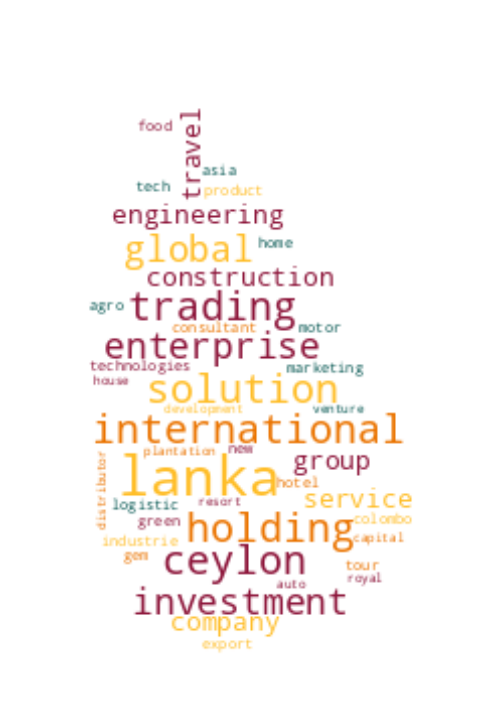 food
travel
asia
tech
product
engineering
global
home
construction
agro
trading
consultant
motor
enterprise
technologies
marketing
house
solution
development
venture
international
plantation
new
group
lanka
hotel
distributor
service
logistic
resort
green
holding
colombo
industrie
capital
gem
ceylon
tour
royal
auto
investment
company
export